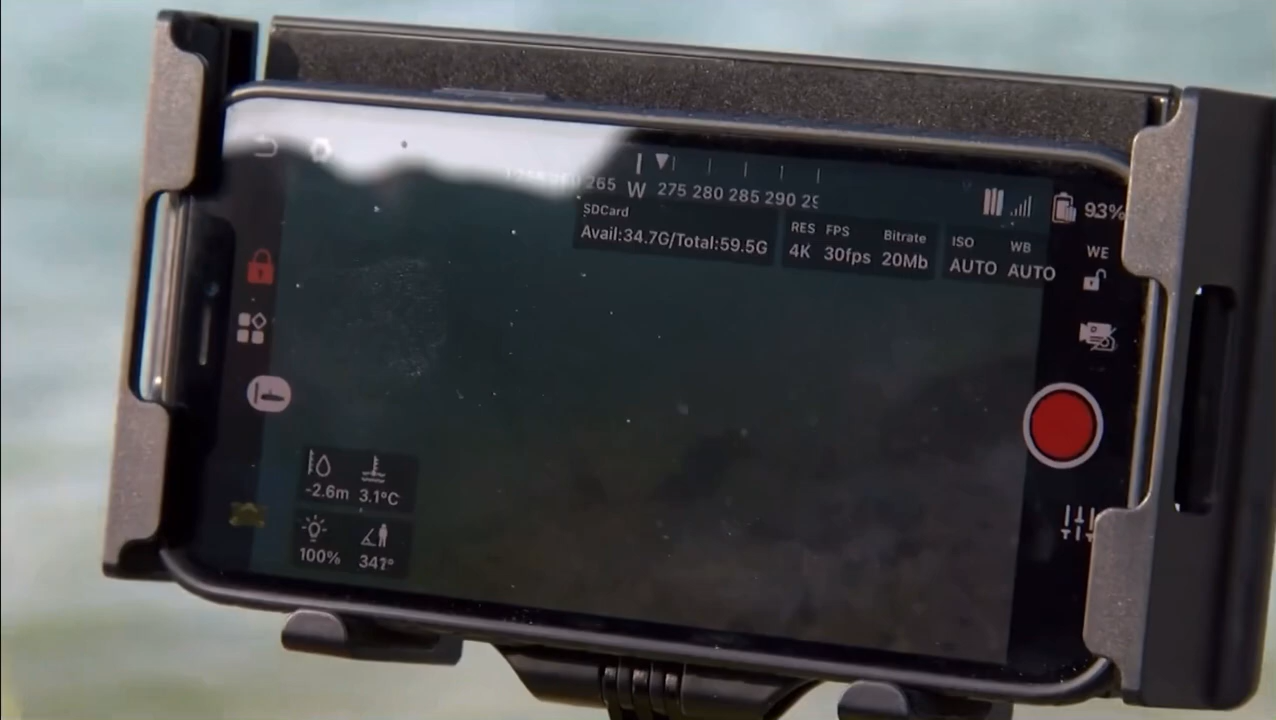 265 W 275 280 285 290
93%
SDCard
Avail:34.7G/Total:59.5G
RES FPS Bitrate
4K 30fps 20Mb
ISO WB
AUTO AUTO
WE
-2.6m 3.1°C
100% 341°